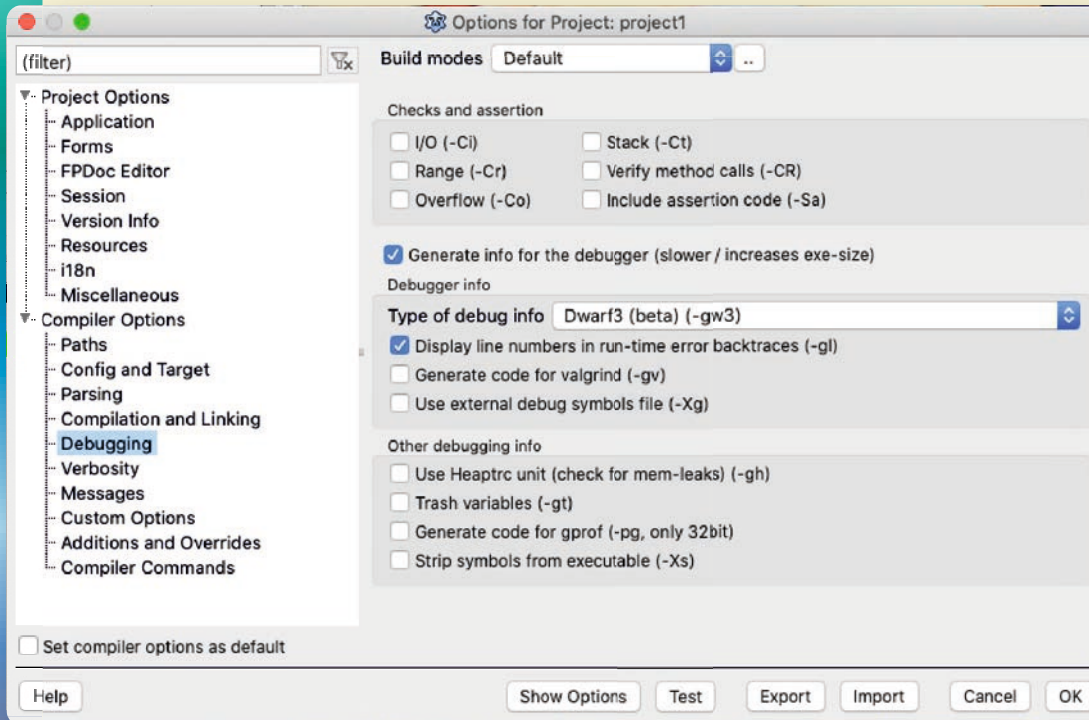 Options for Project: project1
(filter)
Build modes Default ..
Project Options
Application
Forms
FPDoc Editor
Session
Version Info
Resources
i18n
Miscellaneous
Compiler Options
Paths
Config and Target
Parsing
Compilation and Linking
Debugging
Verbosity
Messages
Custom Options
Additions and Overrides
Compiler Commands
Checks and assertion
I/O (-Ci) Stack (-Ct)
Range (-Cr) Verify method calls (-CR)
Overflow (-Co) Include assertion code (-Sa)
Generate info for the debugger (slower / increases exe-size)
Debugger info
Type of debug info Dwarf3 (beta) (-gw3)
Display line numbers in run-time error backtraces (-gl)
Generate code for valgrind (-gv)
Use external debug symbols file (-Xg)
Other debugging info
Use Heaptrc unit (check for mem-leaks) (-gh)
Trash variables (-gt)
Generate code for gprof (-pg, only 32bit)
Strip symbols from executable (-Xs)
Set compiler options as default
Help Show Options Test Export Import Cancel OK